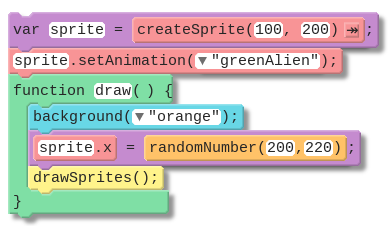 var sprite = createSprite(100, 200) ↠ ;
sprite.setAnimation(▼"greenAlien");
function draw() {
background(▼"orange");
sprite.x = randomNumber(200,220);
drawSprites();
}